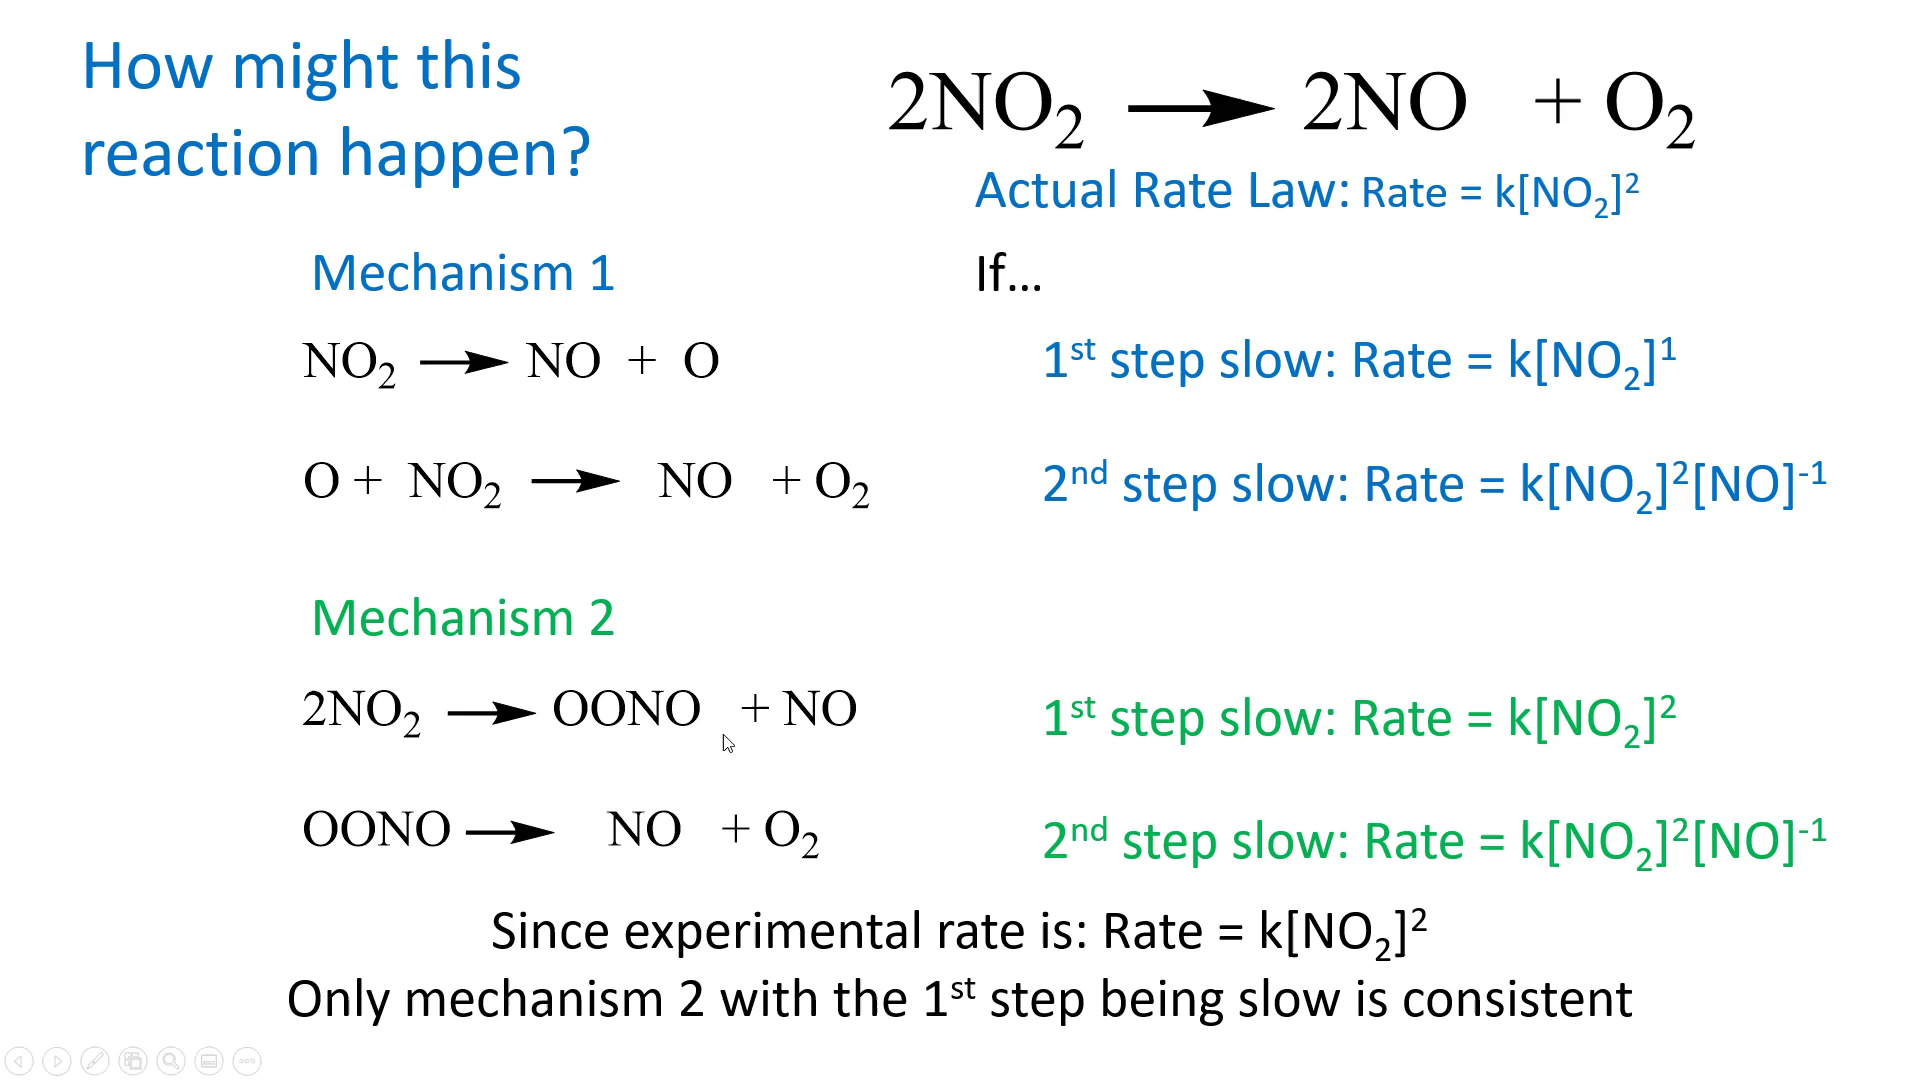 How might this
reaction happen?
2NO₂ → 2NO + O₂
Actual Rate Law: Rate = k[NO₂]²
Mechanism 1
If...
NO₂ → NO + O
1ˢᵗ step slow: Rate = k[NO₂]¹
O + NO₂ → NO + O₂
2ⁿᵈ step slow: Rate = k[NO₂]²[NO]⁻¹
Mechanism 2
2NO₂ → OONO + NO
1ˢᵗ step slow: Rate = k[NO₂]²
OONO → NO + O₂
2ⁿᵈ step slow: Rate = k[NO₂]²[NO]⁻¹
Since experimental rate is: Rate = k[NO₂]²
Only mechanism 2 with the 1ˢᵗ step being slow is consistent